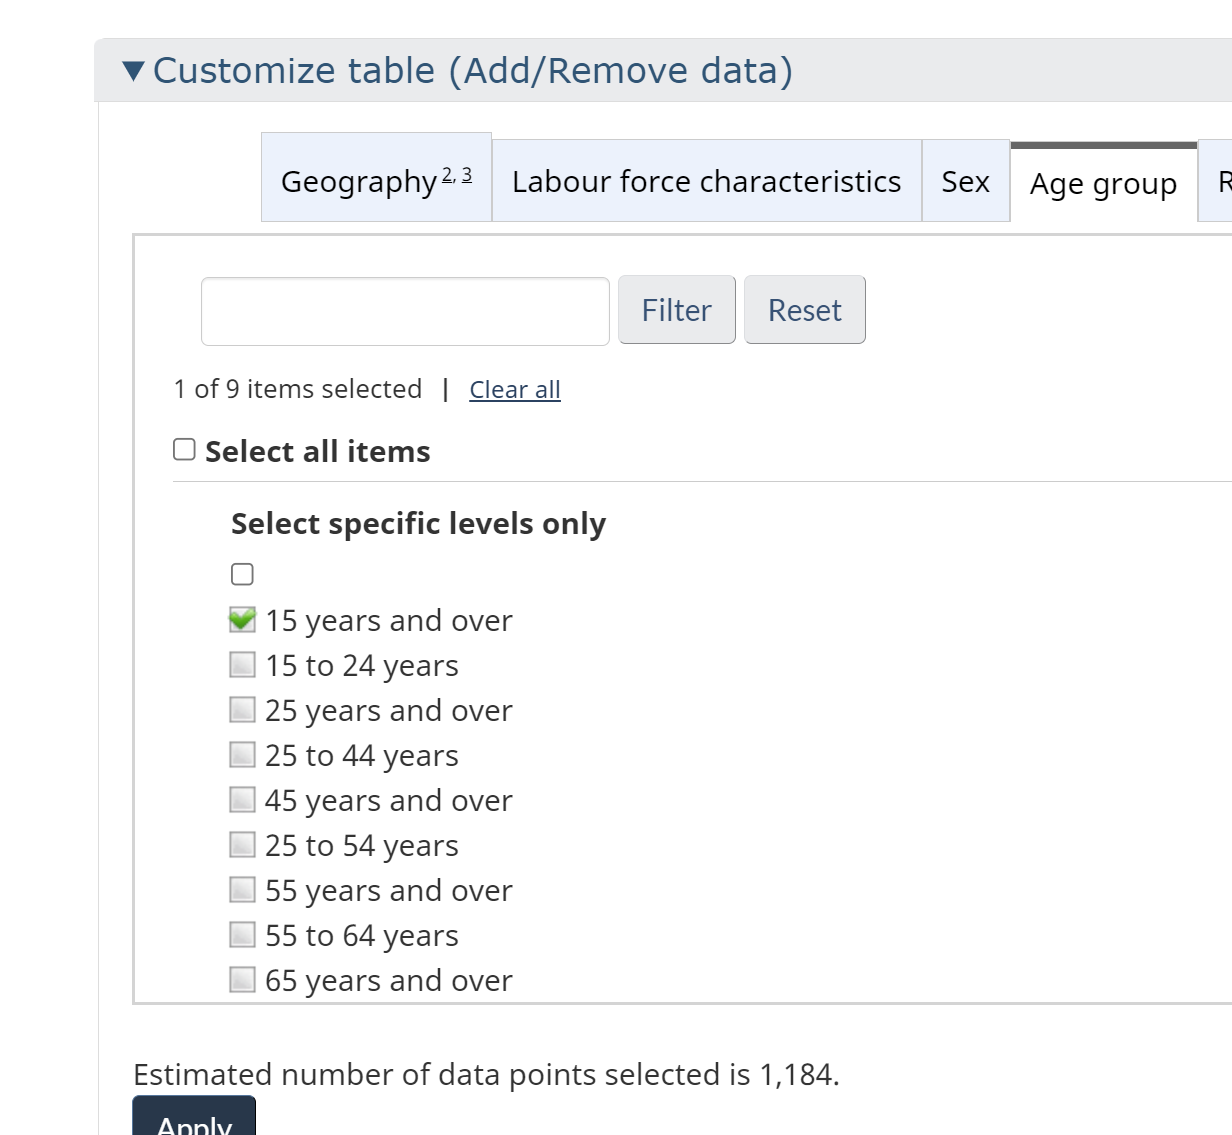 Customize table (Add/Remove data)
Geography 2, 3 Labour force characteristics Sex Age group R
Filter Reset
1 of 9 items selected | Clear all
Select all items
Select specific levels only
15 years and over
15 to 24 years
25 years and over
25 to 44 years
45 years and over
25 to 54 years
55 years and over
55 to 64 years
65 years and over
Estimated number of data points selected is 1,184.
Apply